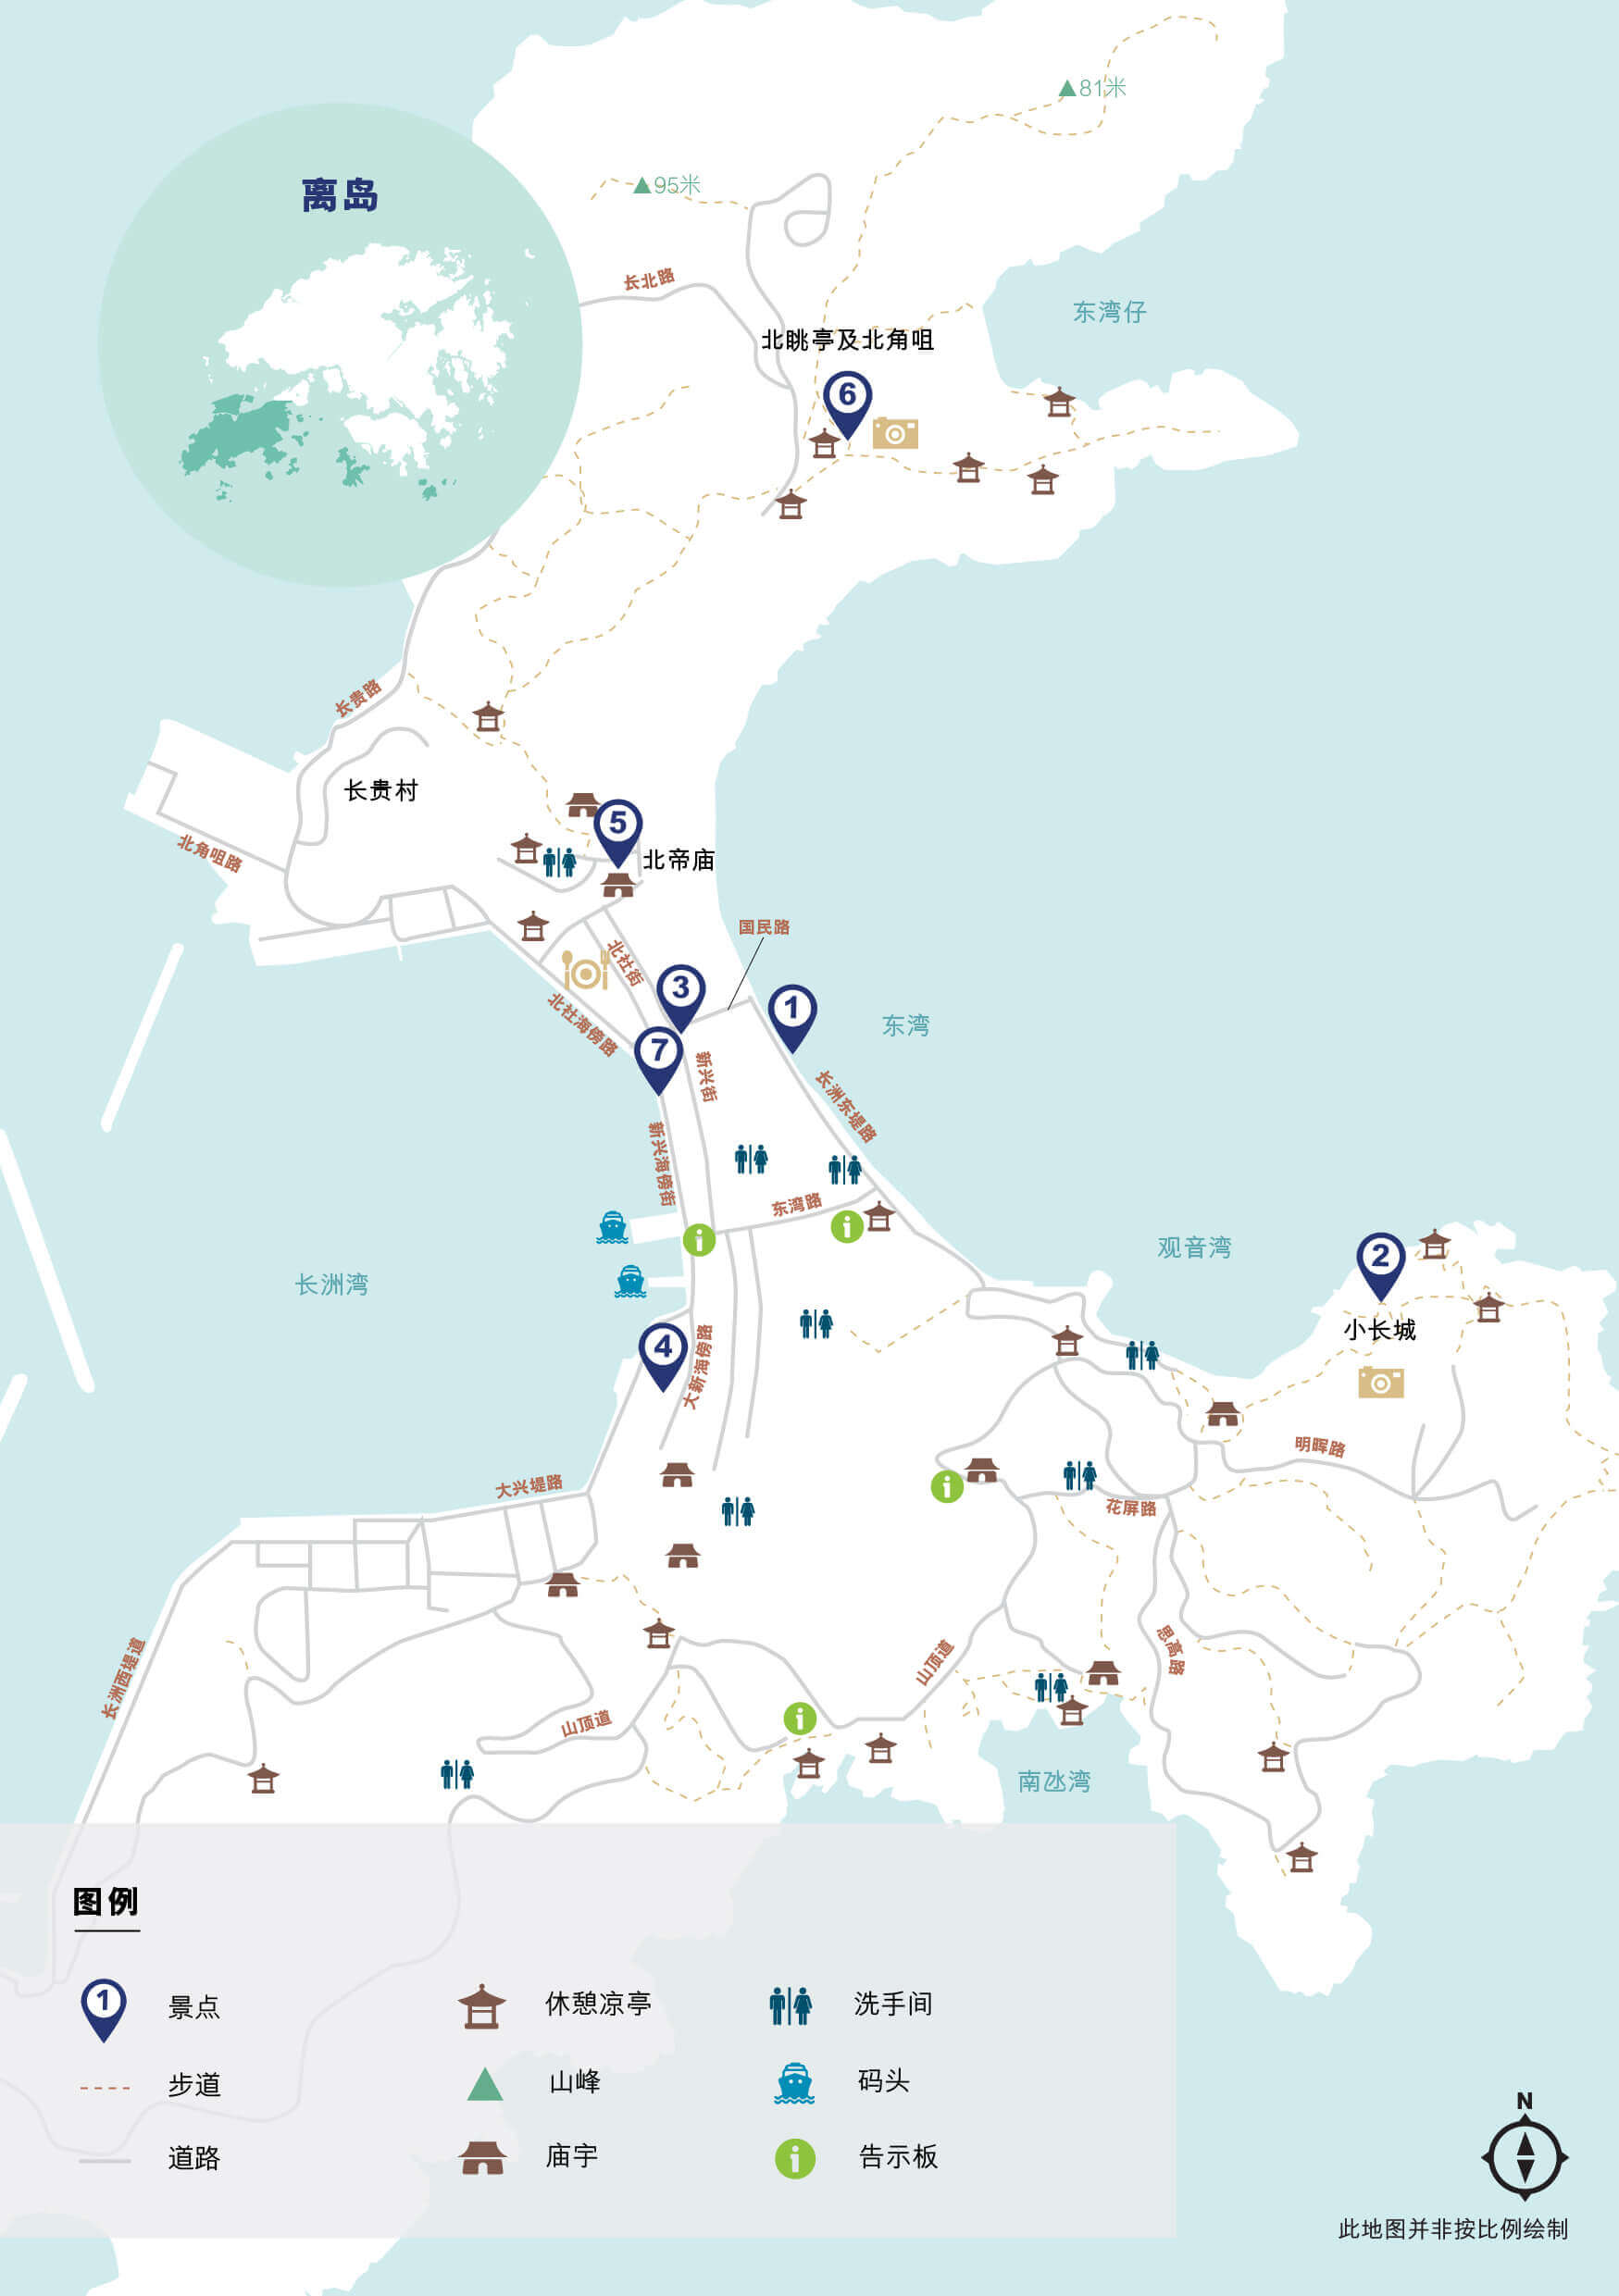 81米
95米
离岛
长北路
东湾仔
北眺亭及北角咀
6
长贵路
长贵村
北角咀路
5
北帝庙
国民路
北社街
3
1
北社海傍路
东湾
7
新兴街
长洲东堤路
新兴海傍街
东湾路
观音湾
2
长洲湾
小长城
4
大新海傍路
明晖路
大兴堤路
花屏路
长洲西堤道
思高路
山顶道
山顶道
南氹湾
图例
1
景点
休憩凉亭
洗手间
步道
山峰
码头
道路
庙宇
告示板
N
此地图并非按比例绘制